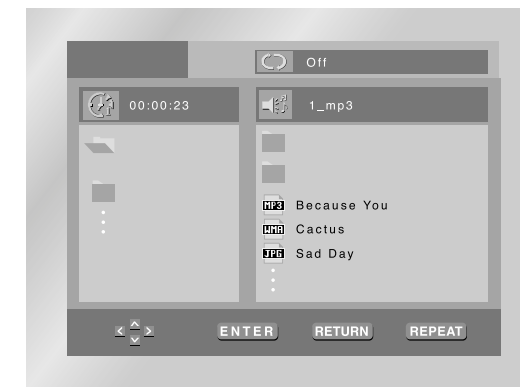 Off
00:00:23
1_mp3
MP3 Because You
WMA Cactus
JPG Sad Day
ENTER RETURN REPEAT